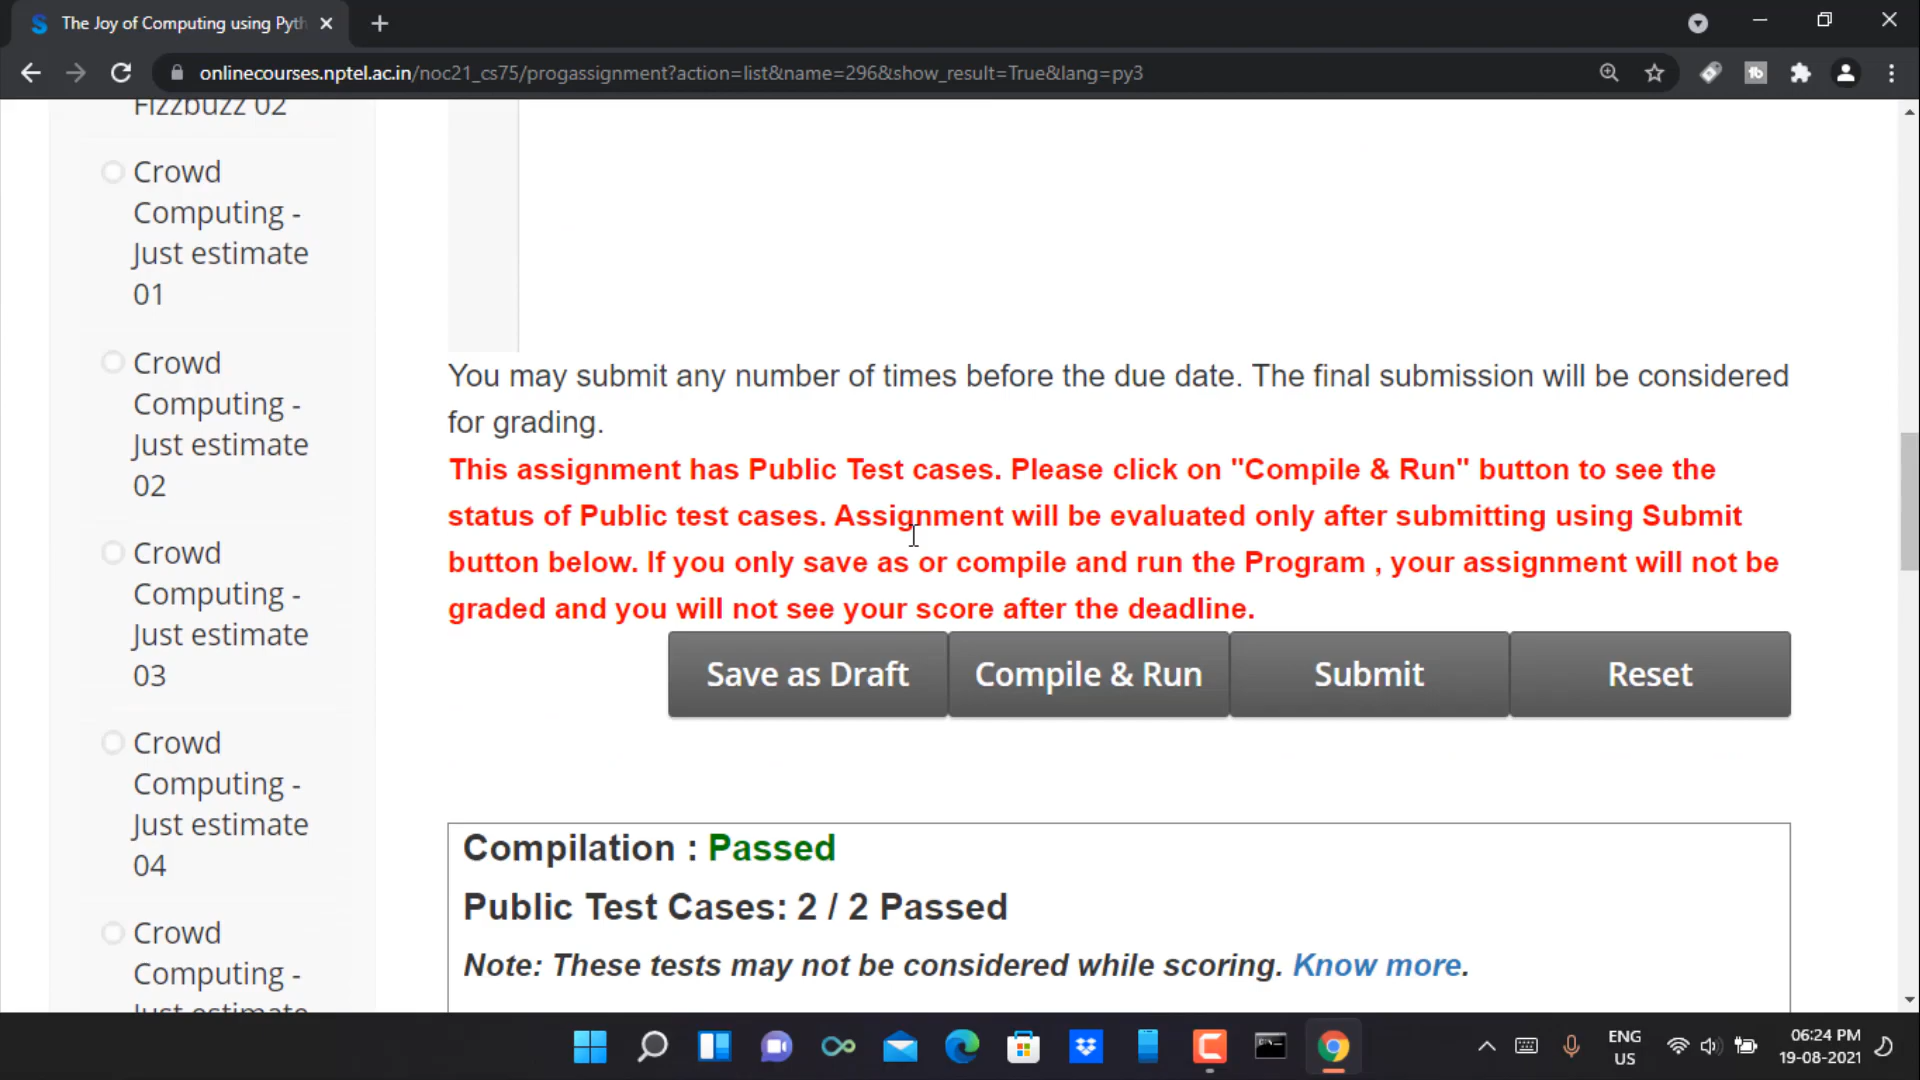 The Joy of Computing using Pyth
onlinecourses.nptel.ac.in/noc21_cs75/progassignment?action=list&name=296&show_result=True&lang=py3
Fizzbuzz 02
Crowd
Computing -
Just estimate
01
Crowd
Computing -
Just estimate
02
Crowd
Computing -
Just estimate
03
Crowd
Computing -
Just estimate
04
Crowd
Computing -
Just estimate
You may submit any number of times before the due date. The final submission will be considered
for grading.
This assignment has Public Test cases. Please click on "Compile & Run" button to see the
status of Public test cases. Assignment will be evaluated only after submitting using Submit
button below. If you only save as or compile and run the Program , your assignment will not be
graded and you will not see your score after the deadline.
Save as Draft
Compile & Run
Submit
Reset
Compilation : Passed
Public Test Cases: 2 / 2 Passed
Note: These tests may not be considered while scoring. Know more.
ENG
US
06:24 PM
19-08-2021